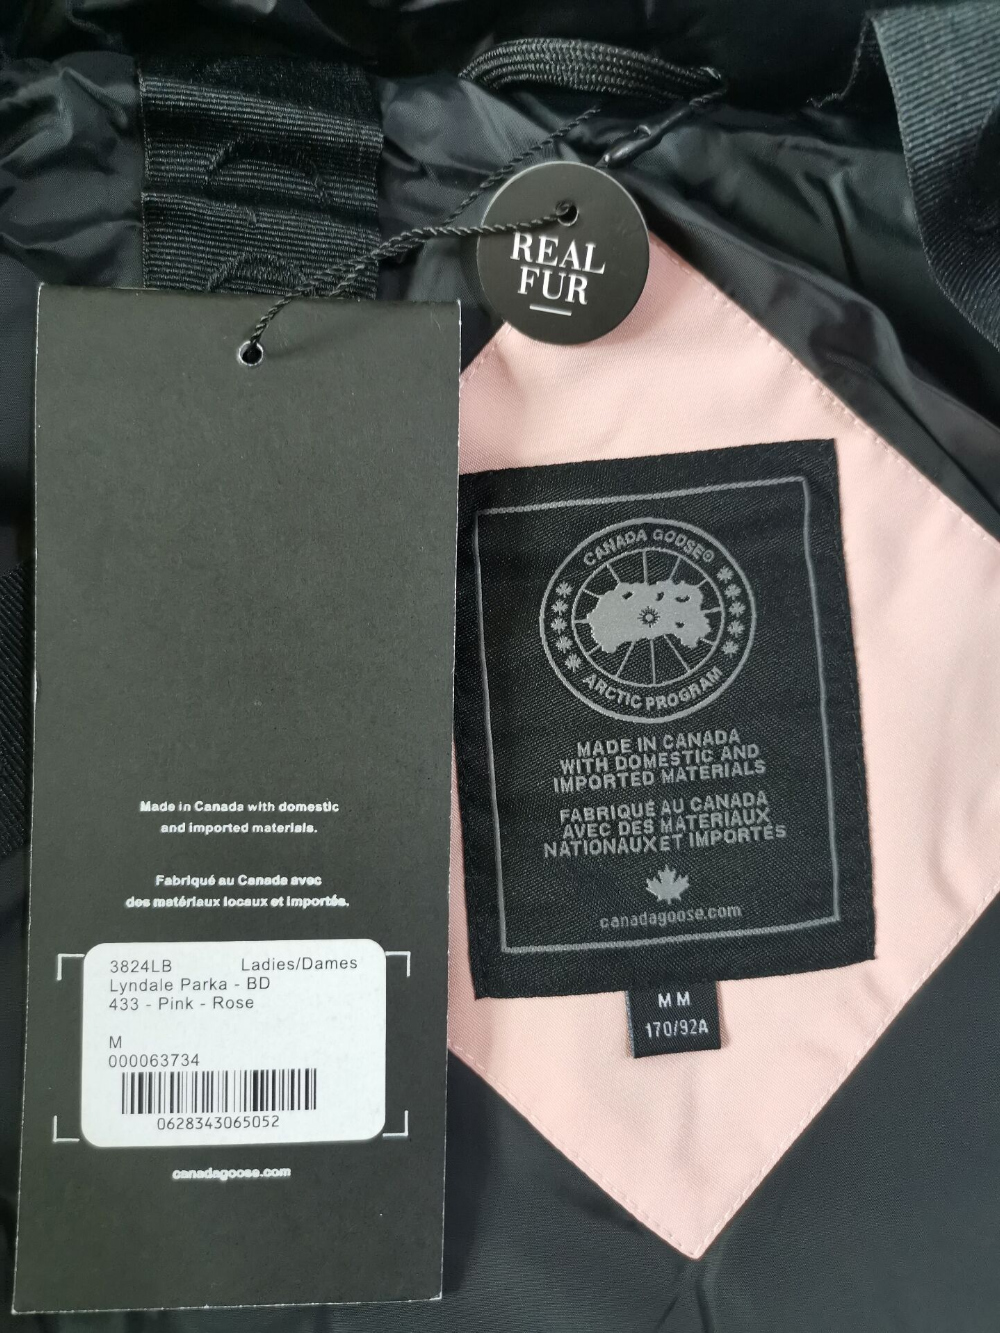 REAL
FUR
CANADA GOOSE®
ARCTIC PROGRAM
MADE IN CANADA
WITH DOMESTIC AND
IMPORTED MATERIALS
FABRIQUÉ AU CANADA
AVEC DES MATÉRIAUX
NATIONAUX ET IMPORTÉS
canadagoose.com
M M
170/92A
Made in Canada with domestic
and imported materials.
Fabriqué au Canada avec
des matériaux locaux et importés.
3824LB Ladies/Dames
Lyndale Parka - BD
433 - Pink - Rose
M
000063734
0628343065052
canadagoose.com